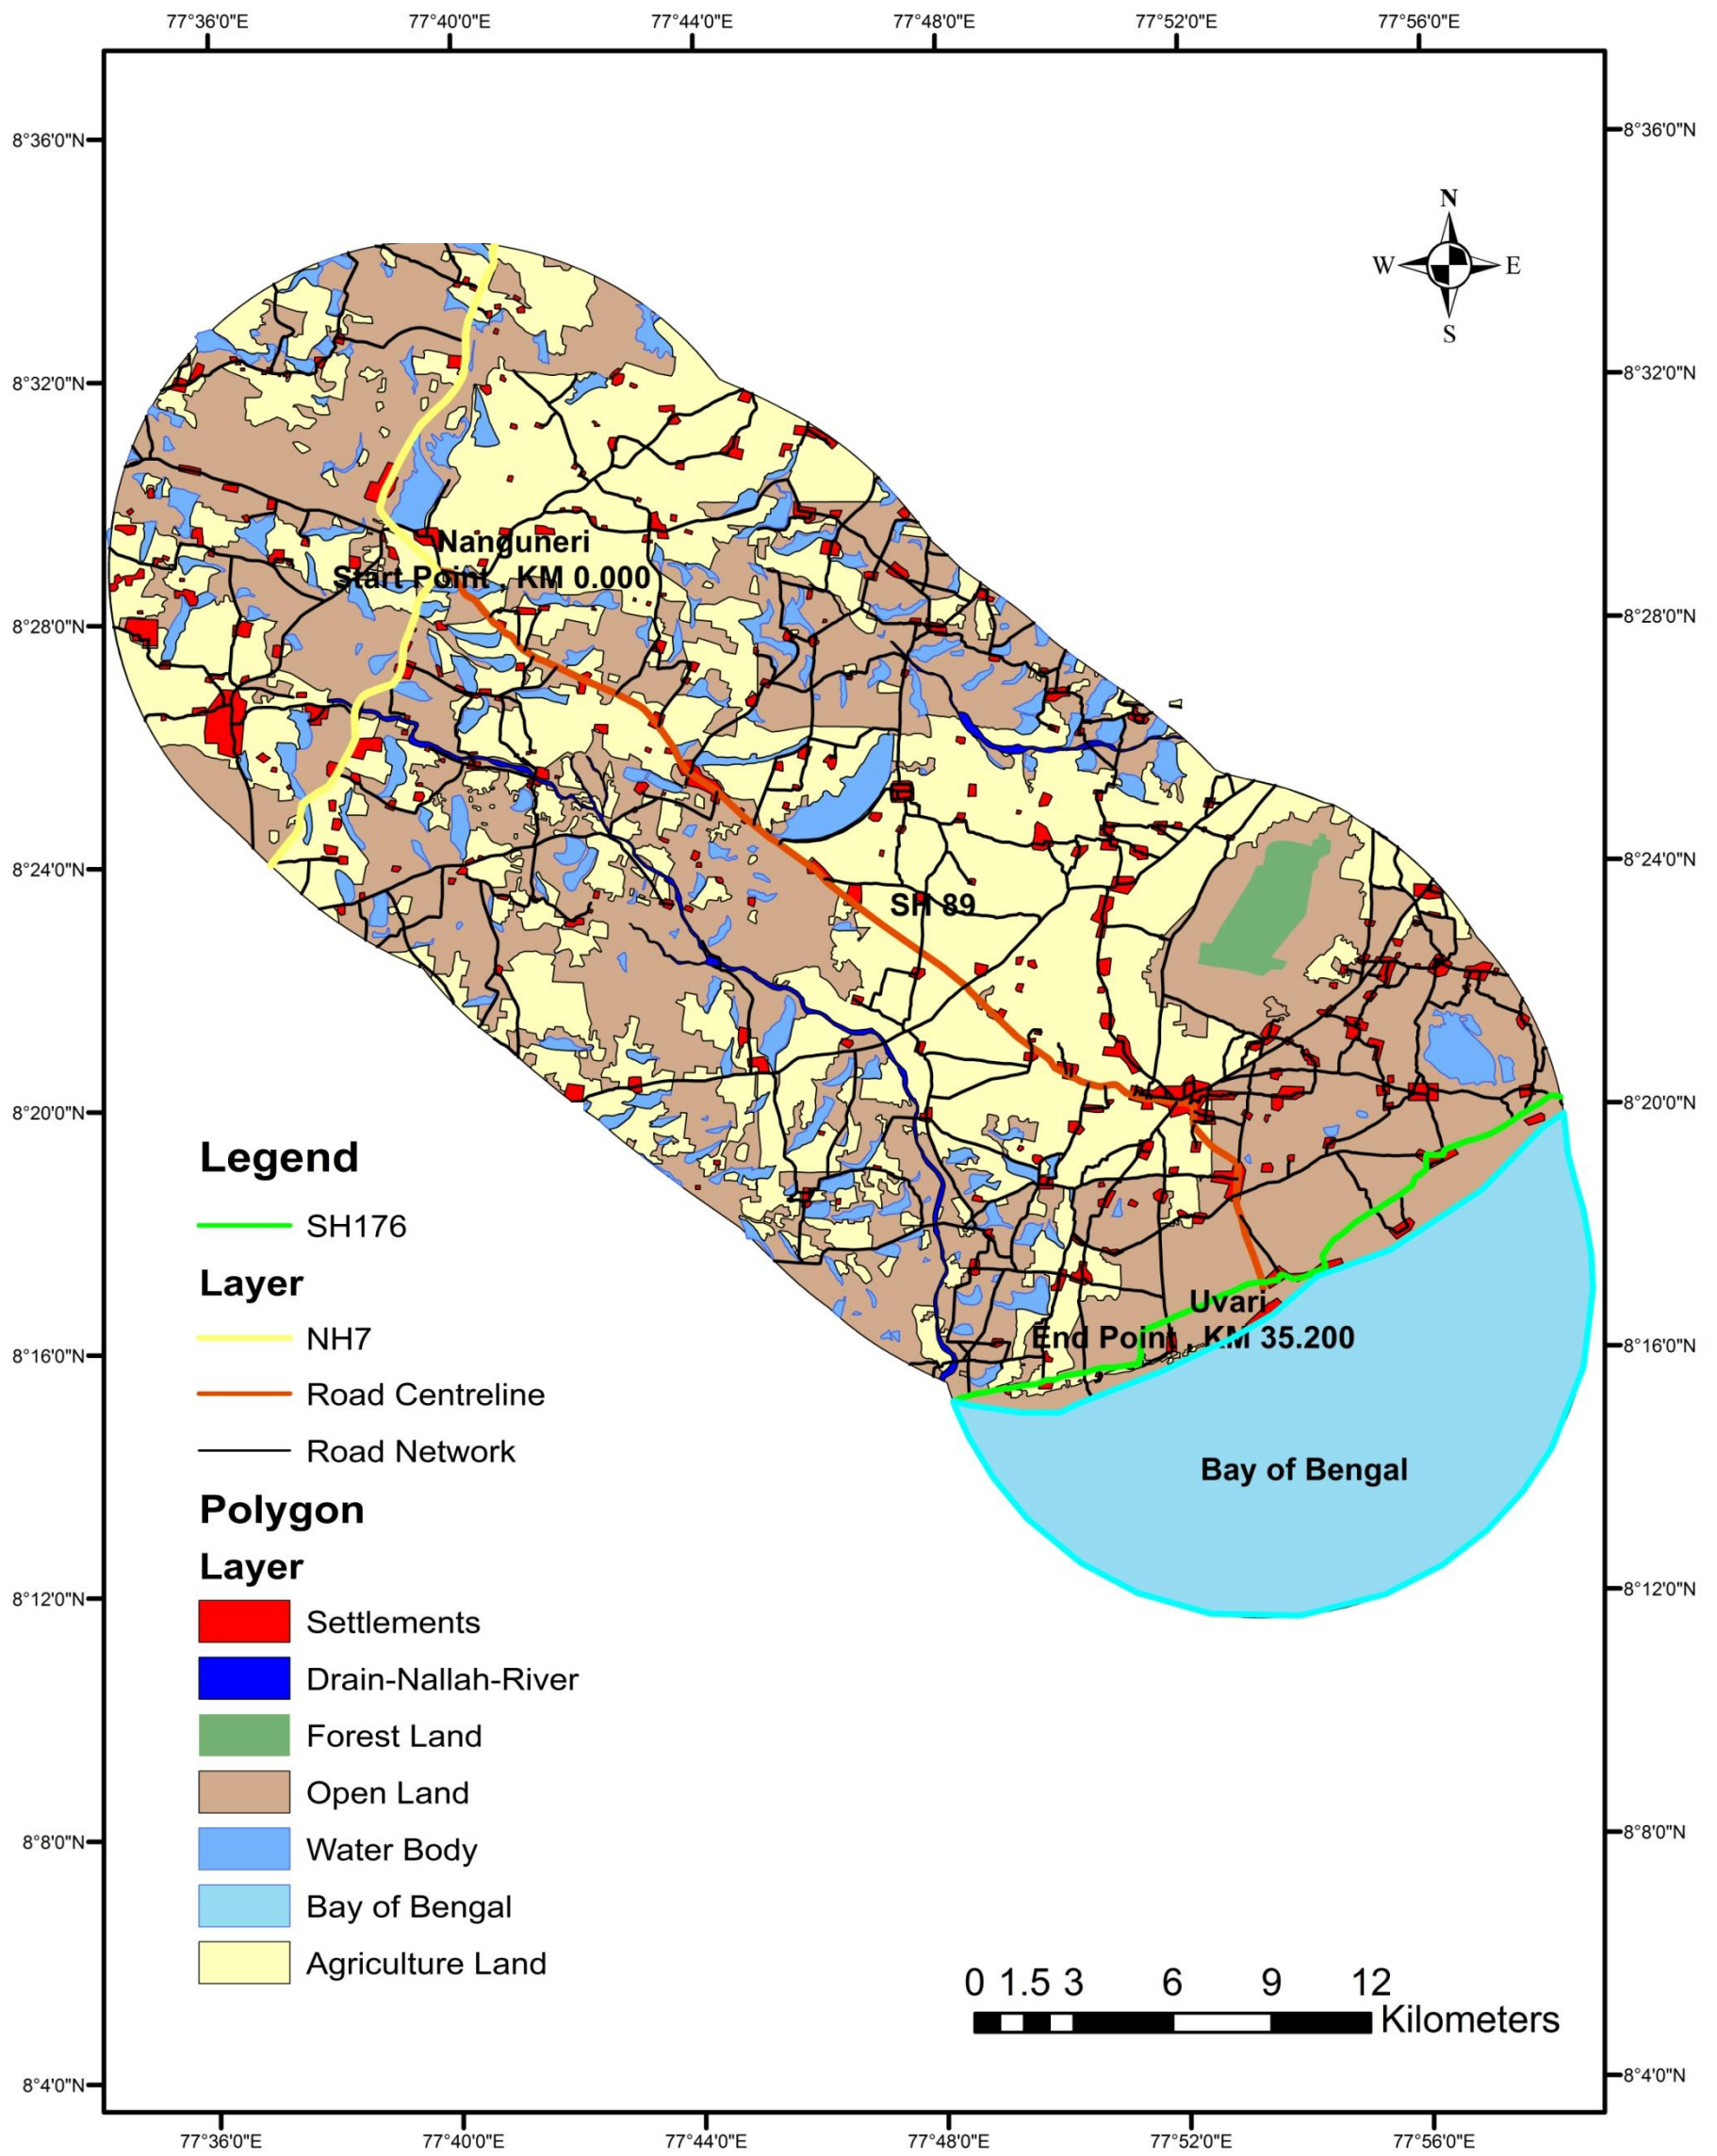 77°36'0"E 77°40'0"E 77°44'0"E 77°48'0"E 77°52'0"E 77°56'0"E
8°36'0"N 8°36'0"N
N
W E
S
8°32'0"N 8°32'0"N
Nanguneri
Start Point , KM 0.000
8°28'0"N 8°28'0"N
8°24'0"N 8°24'0"N
SH 89
8°20'0"N 8°20'0"N
Uvari
End Point , KM 35.200
8°16'0"N 8°16'0"N
Bay of Bengal
8°12'0"N 8°12'0"N
8°8'0"N 8°8'0"N
8°4'0"N 8°4'0"N
Legend
SH176
Layer
NH7
Road Centreline
Road Network
Polygon
Layer
Settlements
Drain-Nallah-River
Forest Land
Open Land
Water Body
Bay of Bengal
Agriculture Land
0 1.5 3 6 9 12
Kilometers
77°36'0"E 77°40'0"E 77°44'0"E 77°48'0"E 77°52'0"E 77°56'0"E